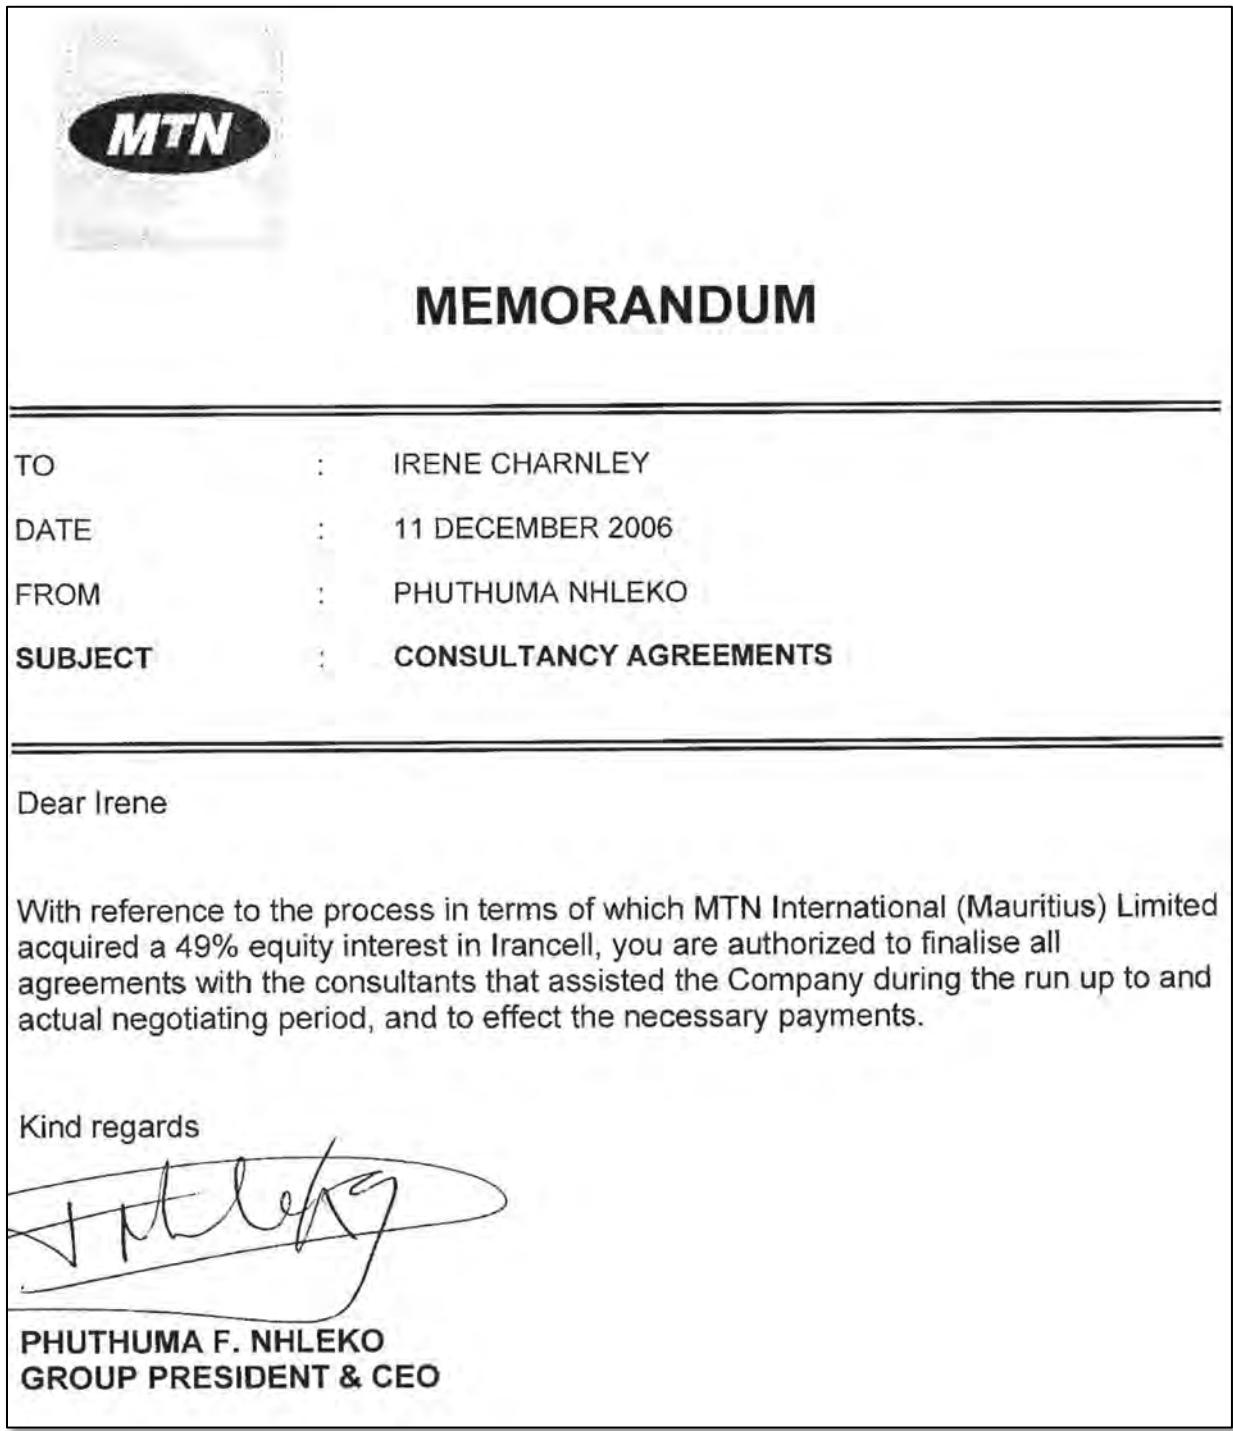 MTN
MEMORANDUM
TO : IRENE CHARNLEY
DATE : 11 DECEMBER 2006
FROM : PHUTHUMA NHLEKO
SUBJECT : CONSULTANCY AGREEMENTS
Dear Irene
With reference to the process in terms of which MTN International (Mauritius) Limited
acquired a 49% equity interest in Irancell, you are authorized to finalise all
agreements with the consultants that assisted the Company during the run up to and
actual negotiating period, and to effect the necessary payments.
Kind regards
PHUTHUMA F. NHLEKO
GROUP PRESIDENT & CEO